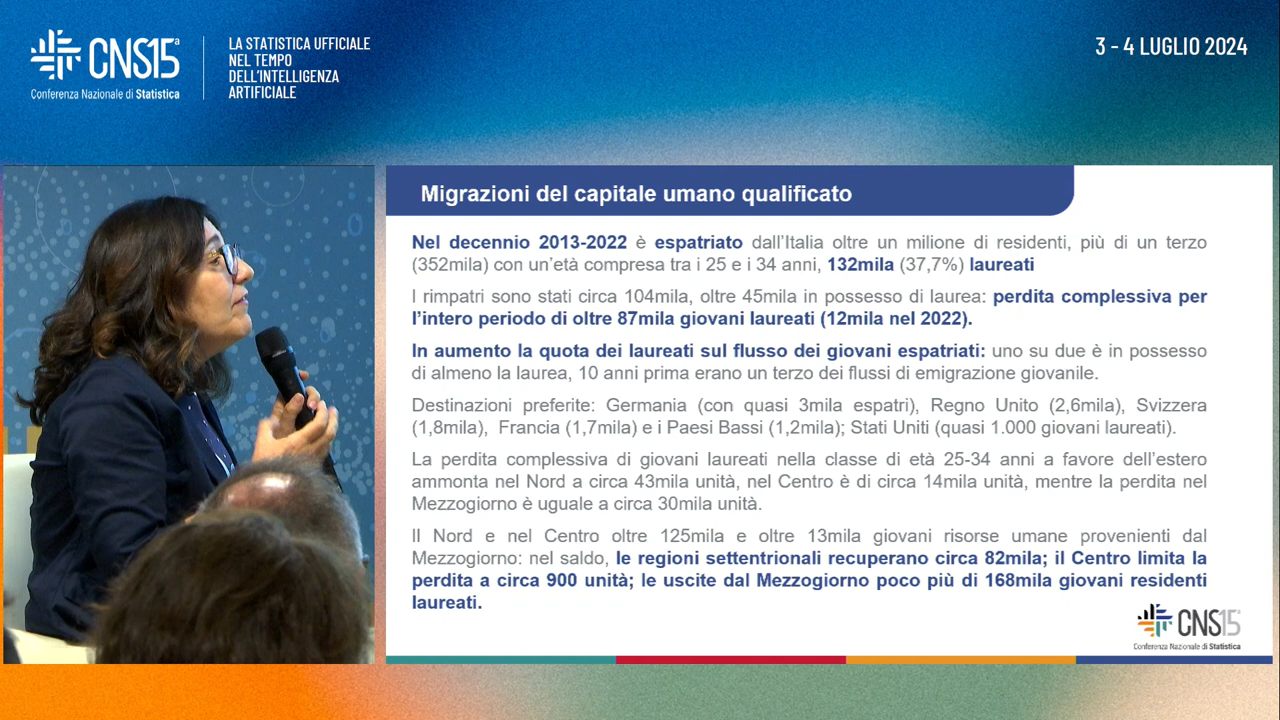 CNS15ª
Conferenza Nazionale di Statistica
LA STATISTICA UFFICIALE
NEL TEMPO
DELL'INTELLIGENZA
ARTIFICIALE
3 - 4 LUGLIO 2024
Migrazioni del capitale umano qualificato
Nel decennio 2013-2022 è espatriato dall'Italia oltre un milione di residenti, più di un terzo
(352mila) con un'età compresa tra i 25 e i 34 anni, 132mila (37,7%) laureati
I rimpatri sono stati circa 104mila, oltre 45mila in possesso di laurea: perdita complessiva per
l'intero periodo di oltre 87mila giovani laureati (12mila nel 2022).
In aumento la quota dei laureati sul flusso dei giovani espatriati: uno su due è in possesso
di almeno la laurea, 10 anni prima erano un terzo dei flussi di emigrazione giovanile.
Destinazioni preferite: Germania (con quasi 3mila espatri), Regno Unito (2,6mila), Svizzera
(1,8mila), Francia (1,7mila) e i Paesi Bassi (1,2mila); Stati Uniti (quasi 1.000 giovani laureati).
La perdita complessiva di giovani laureati nella classe di età 25-34 anni a favore dell'estero
ammonta nel Nord a circa 43mila unità, nel Centro è di circa 14mila unità, mentre la perdita nel
Mezzogiorno è uguale a circa 30mila unità.
Il Nord e nel Centro oltre 125mila e oltre 13mila giovani risorse umane provenienti dal
Mezzogiorno: nel saldo, le regioni settentrionali recuperano circa 82mila; il Centro limita la
perdita a circa 900 unità; le uscite dal Mezzogiorno poco più di 168mila giovani residenti
laureati.
CNS15
Conferenza Nazionale di Statistica